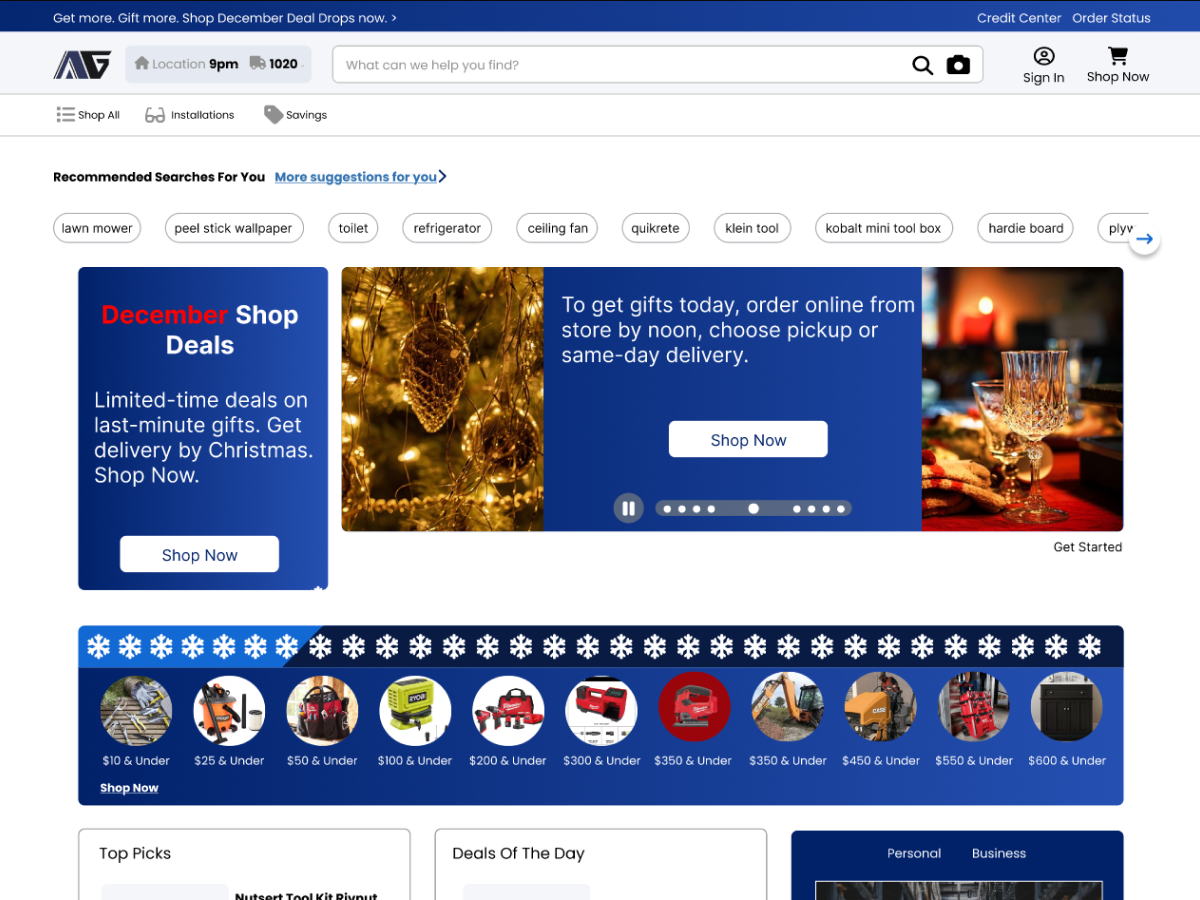 Get more. Gift more. Shop December Deal Drops now. >
Credit Center Order Status
Location 9pm 1020
What can we help you find?
Sign In
Shop Now
Shop All
Installations
Savings
Recommended Searches For You More suggestions for you
lawn mower
peel stick wallpaper
toilet
refrigerator
ceiling fan
quikrete
klein tool
kobalt mini tool box
hardie board
December Shop
Deals
Limited-time deals on
last-minute gifts. Get
delivery by Christmas.
Shop Now.
Shop Now
To get gifts today, order online from
store by noon, choose pickup or
same-day delivery.
Shop Now
Get Started
RYOBI
CASE
$10 & Under
$25 & Under
$50 & Under
$100 & Under
$200 & Under
$300 & Under
$350 & Under
$350 & Under
$450 & Under
$550 & Under
$600 & Under
Shop Now
Top Picks
Deals Of The Day
Personal
Business
Nutsert Tool Kit Rivnut